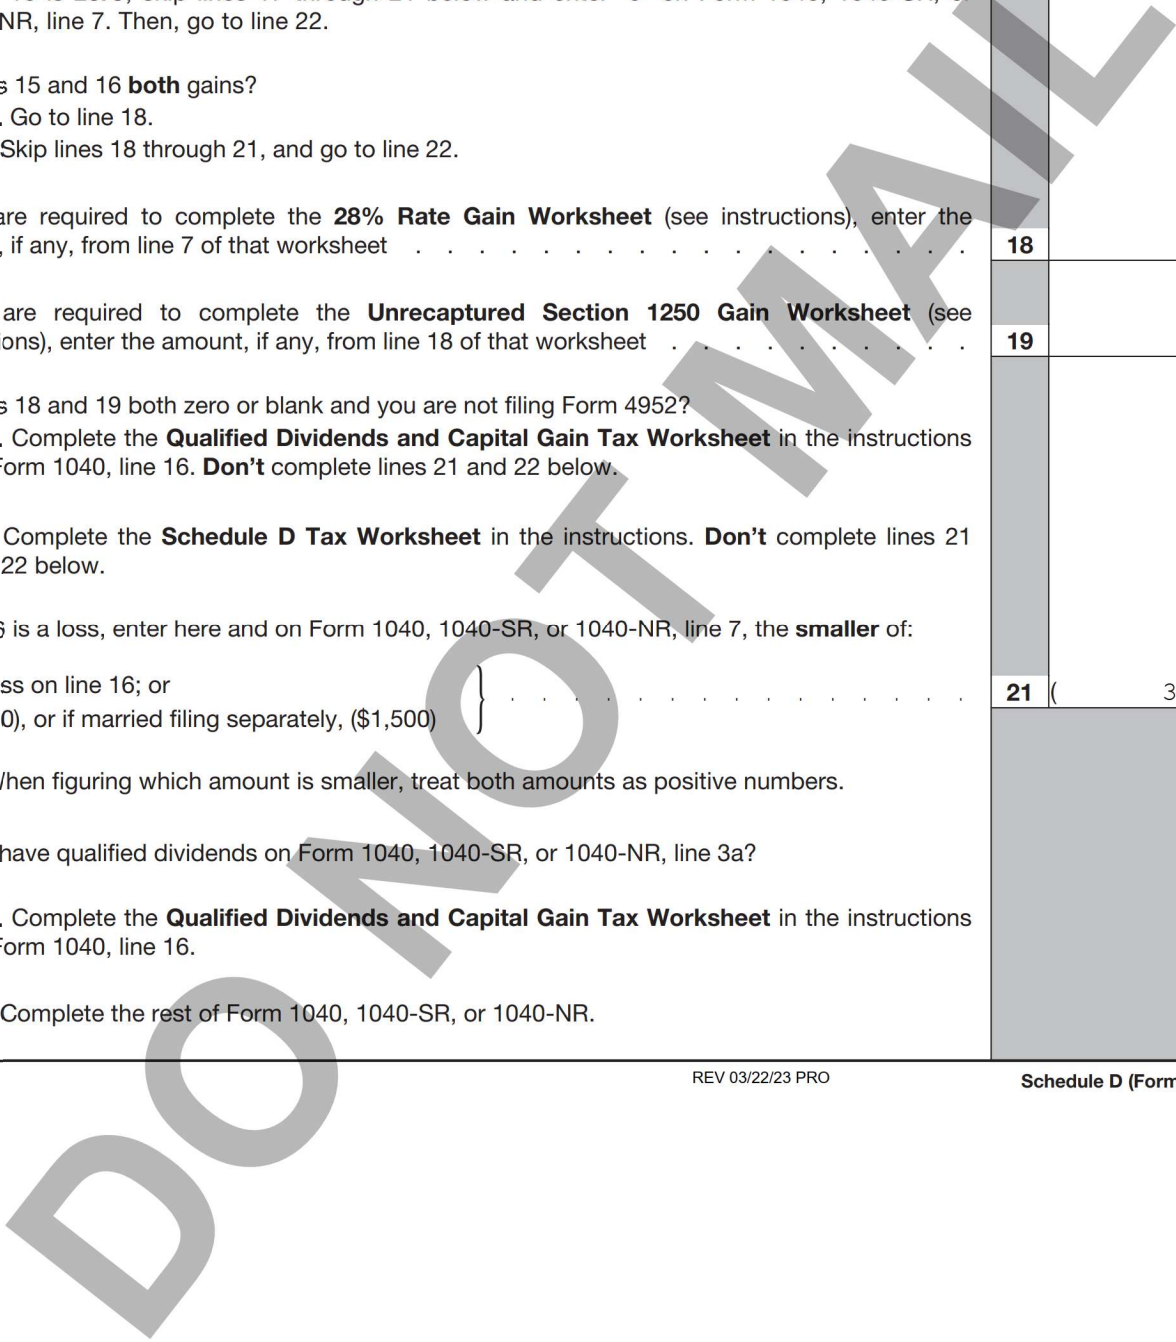 NR, line 7. Then, go to line 22.
15 and 16 both gains?
. Go to line 18.
Skip lines 18 through 21, and go to line 22.
are required to complete the 28% Rate Gain Worksheet (see instructions), enter the
, if any, from line 7 of that worksheet . . . . . . . . . . . . . . . . . . 18
are required to complete the Unrecaptured Section 1250 Gain Worksheet (see
ions), enter the amount, if any, from line 18 of that worksheet . . . . . . . . . . 19
18 and 19 both zero or blank and you are not filing Form 4952?
. Complete the Qualified Dividends and Capital Gain Tax Worksheet in the instructions
Form 1040, line 16. Don’t complete lines 21 and 22 below.
Complete the Schedule D Tax Worksheet in the instructions. Don’t complete lines 21
22 below.
is a loss, enter here and on Form 1040, 1040-SR, or 1040-NR, line 7, the smaller of:
ss on line 16; or
0), or if married filing separately, ($1,500) } . . . . . . . . . . . . . . . 21 ( 3
When figuring which amount is smaller, treat both amounts as positive numbers.
have qualified dividends on Form 1040, 1040-SR, or 1040-NR, line 3a?
. Complete the Qualified Dividends and Capital Gain Tax Worksheet in the instructions
Form 1040, line 16.
Complete the rest of Form 1040, 1040-SR, or 1040-NR.
REV 03/22/23 PRO Schedule D (Form
DO NOT MAIL